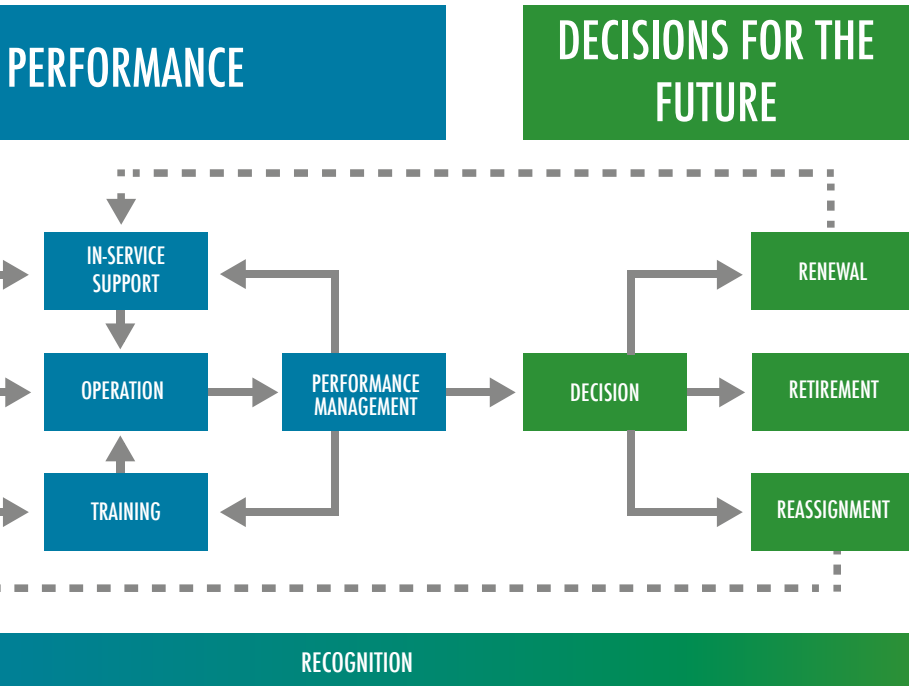 PERFORMANCE
DECISIONS FOR THE
FUTURE
IN-SERVICE
SUPPORT
RENEWAL
OPERATION
PERFORMANCE
MANAGEMENT
DECISION
RETIREMENT
TRAINING
REASSIGNMENT
RECOGNITION